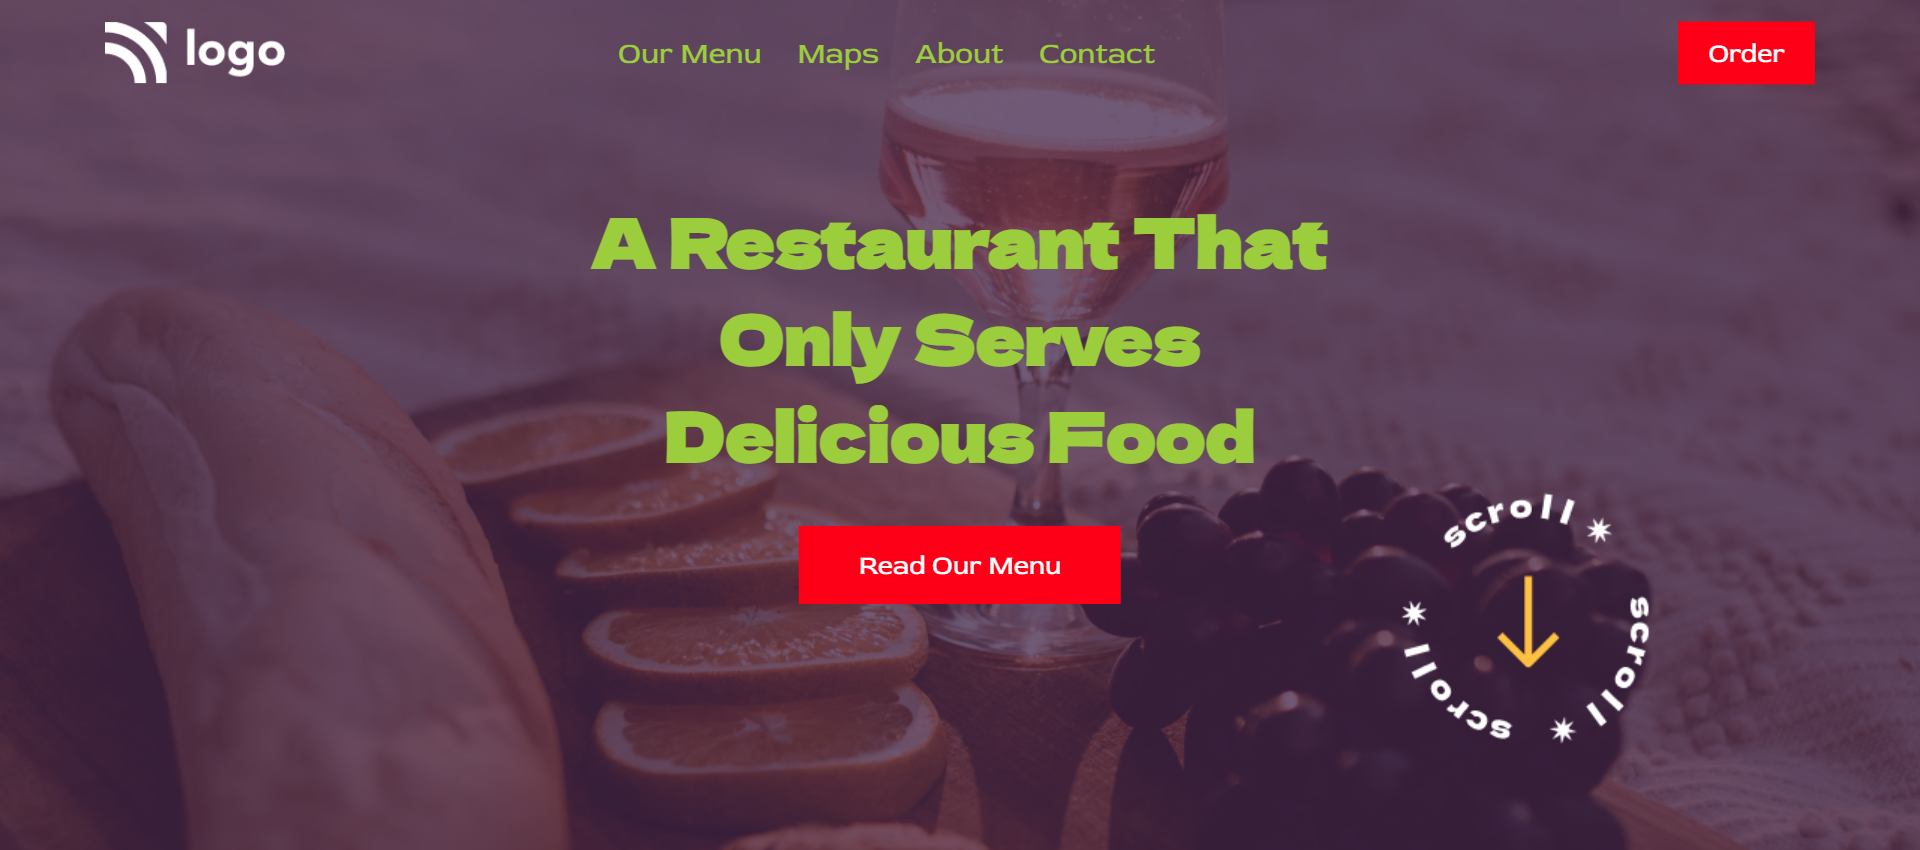 logo
Our Menu Maps About Contact
Order
A Restaurant That
Only Serves
Delicious Food
Read Our Menu
scroll
scroll
scroll